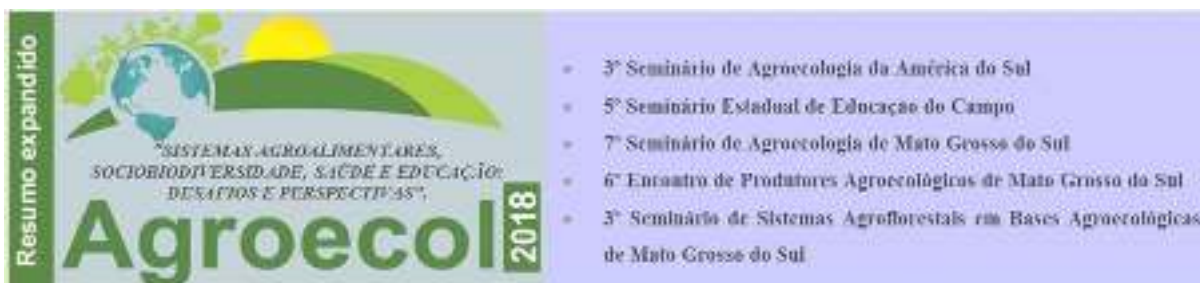 Resumo expandido
"SISTEMAS AGROALIMENTARES,
SOCIOBIODIVERSIDADE, SAÚDE E EDUCAÇÃO:
DESAFIOS E PERSPECTIVAS".
Agroecol
2018
3º Seminário de Agroecologia da América do Sul
5º Seminário Estadual de Educação do Campo
7º Seminário de Agroecologia de Mato Grosso do Sul
6º Encontro de Produtores Agroecológicos de Mato Grosso do Sul
3º Seminário de Sistemas Agroflorestais em Bases Agroecológicas
de Mato Grosso do Sul